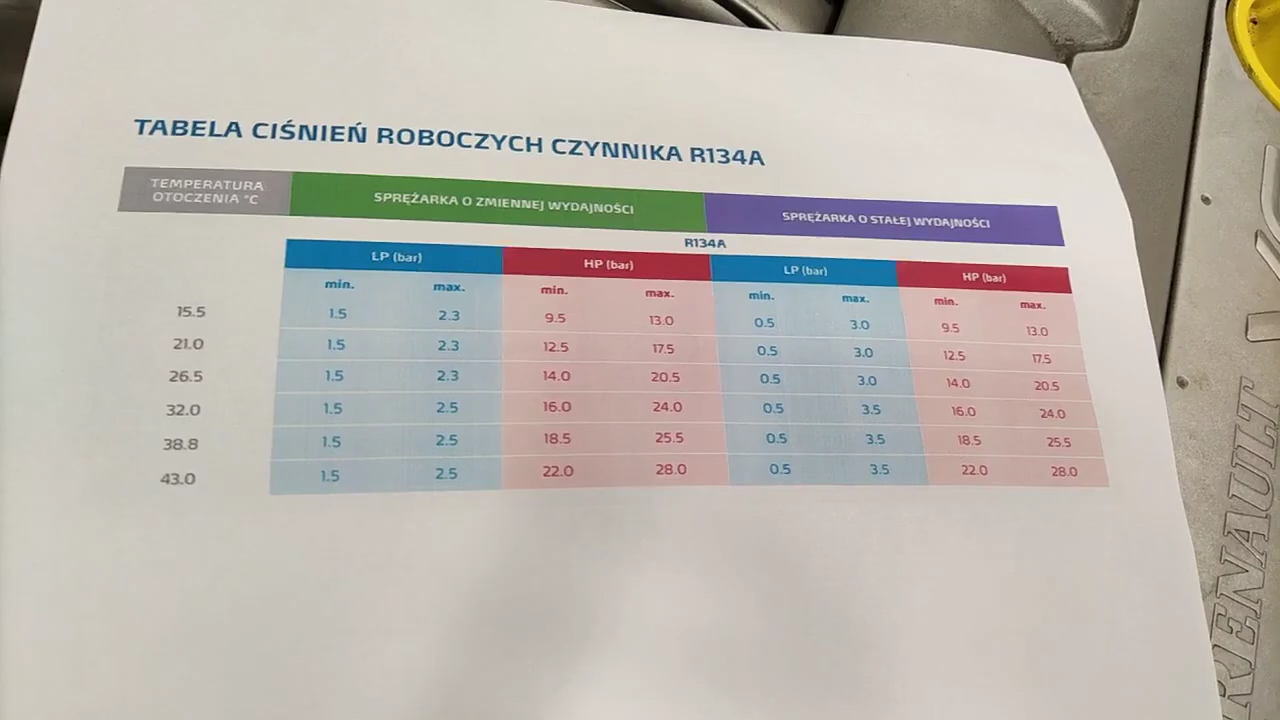 TABELA CIŚNIEŃ ROBOCZYCH CZYNNIKA R134A
TEMPERATURA
OTOCZENIA °C
SPRĘŻARKA O ZMIENNEJ WYDAJNOŚCI
SPRĘŻARKA O STAŁEJ WYDAJNOŚCI
R134A
LP (bar) HP (bar) LP (bar) HP (bar)
min. max. min. max. min. max. min. max.
15.5 1.5 2.3 9.5 13.0 0.5 3.0 9.5 13.0
21.0 1.5 2.3 12.5 17.5 0.5 3.0 12.5 17.5
26.5 1.5 2.3 14.0 20.5 0.5 3.0 14.0 20.5
32.0 1.5 2.5 16.0 24.0 0.5 3.5 16.0 24.0
38.8 1.5 2.5 18.5 25.5 0.5 3.5 18.5 25.5
43.0 1.5 2.5 22.0 28.0 0.5 3.5 22.0 28.0
RENAULT